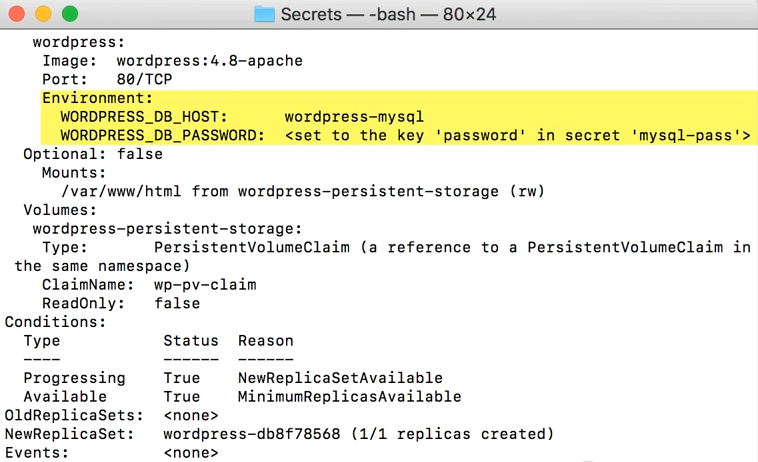 Secrets — -bash — 80×24
wordpress:
Image: wordpress:4.8-apache
Port: 80/TCP
Environment:
WORDPRESS_DB_HOST: wordpress-mysql
WORDPRESS_DB_PASSWORD: <set to the key 'password' in secret 'mysql-pass'>
Optional: false
Mounts:
/var/www/html from wordpress-persistent-storage (rw)
Volumes:
wordpress-persistent-storage:
Type: PersistentVolumeClaim (a reference to a PersistentVolumeClaim in
the same namespace)
ClaimName: wp-pv-claim
ReadOnly: false
Conditions:
Type Status Reason
---- ------ ------
Progressing True NewReplicaSetAvailable
Available True MinimumReplicasAvailable
OldReplicaSets: <none>
NewReplicaSet: wordpress-db8f78568 (1/1 replicas created)
Events: <none>